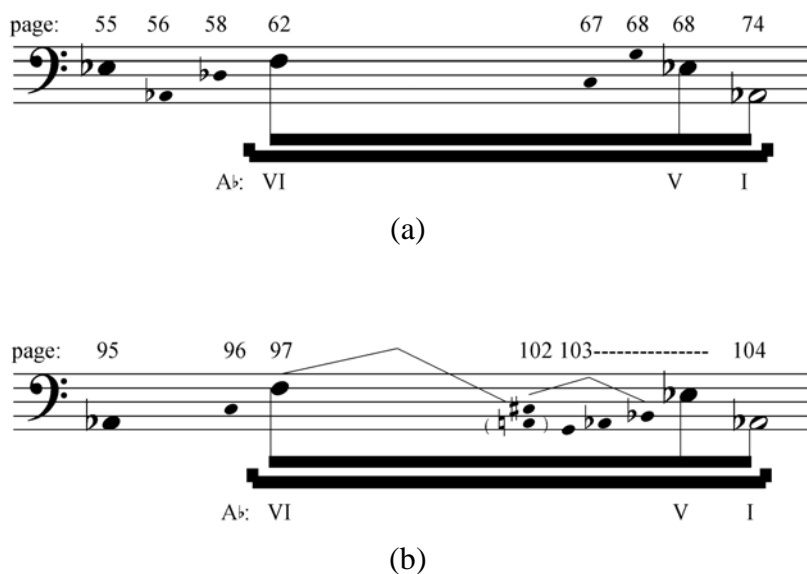 page: 55 56 58 62 67 68 68 74
A♭: VI V I
(a)
page: 95 96 97 102 103--------------- 104
A♭: VI V I
(b)